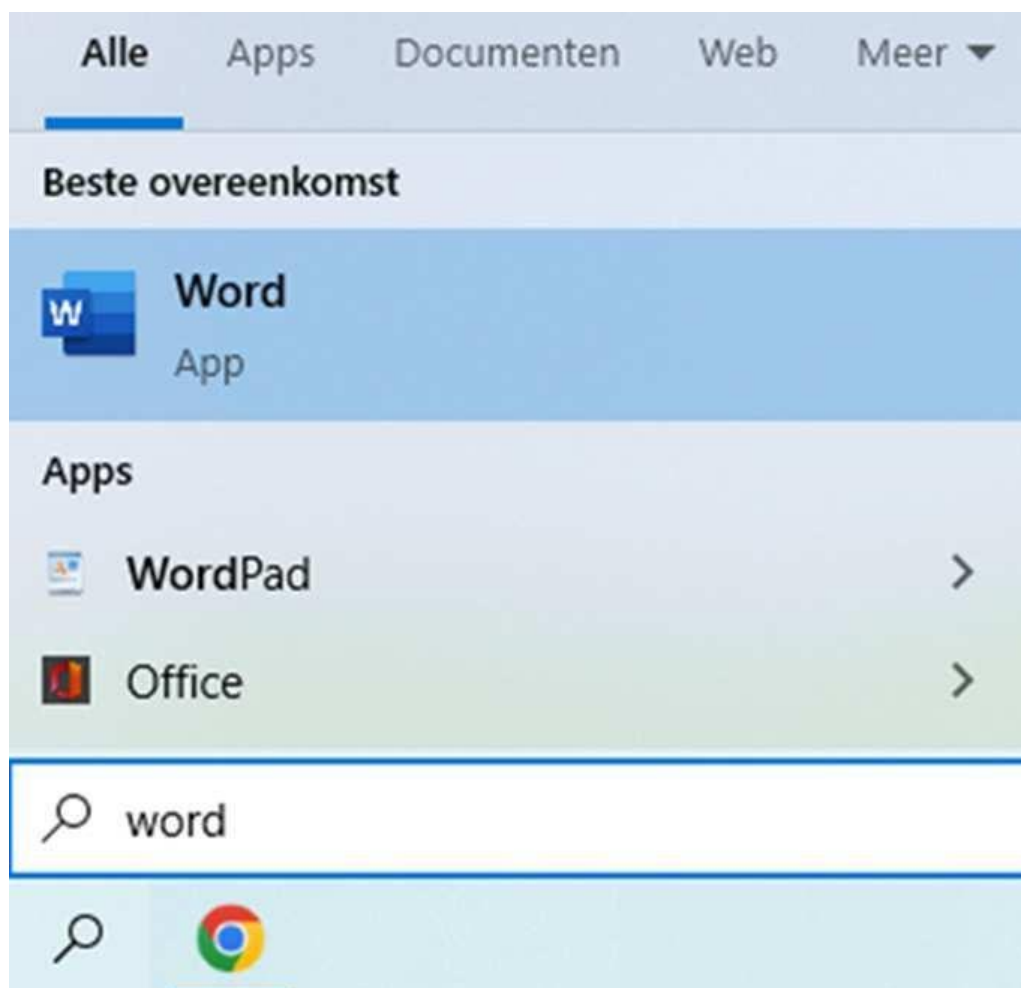 Alle Apps Documenten Web Meer
Beste overeenkomst
Word
App
Apps
WordPad
Office
word